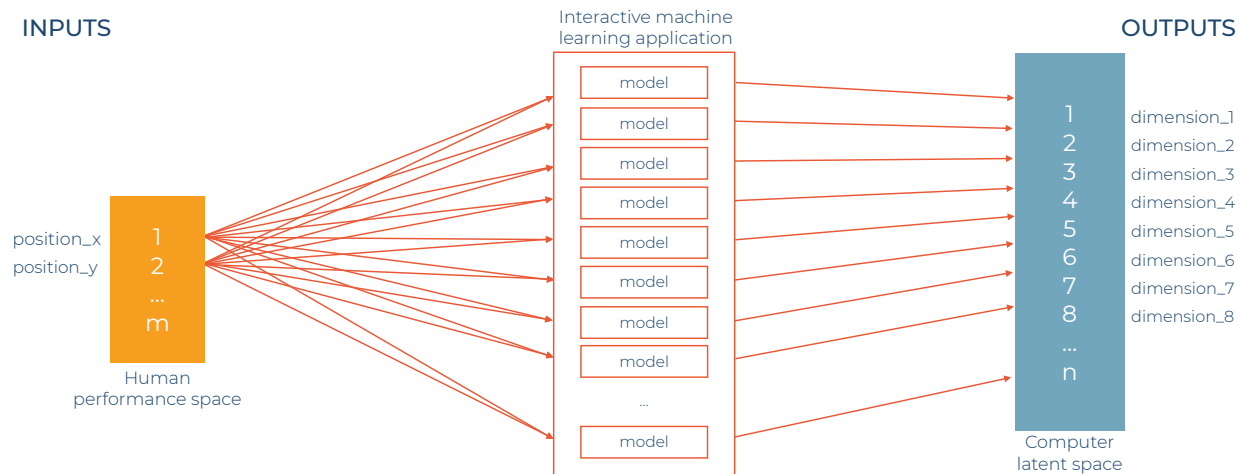 INPUTS
Interactive machine
learning application
OUTPUTS
model
model
model
model
model
model
model
model
...
model
position_x
position_y
1
2
...
m
Human
performance space
1
2
3
4
5
6
7
8
...
n
dimension_1
dimension_2
dimension_3
dimension_4
dimension_5
dimension_6
dimension_7
dimension_8
Computer
latent space